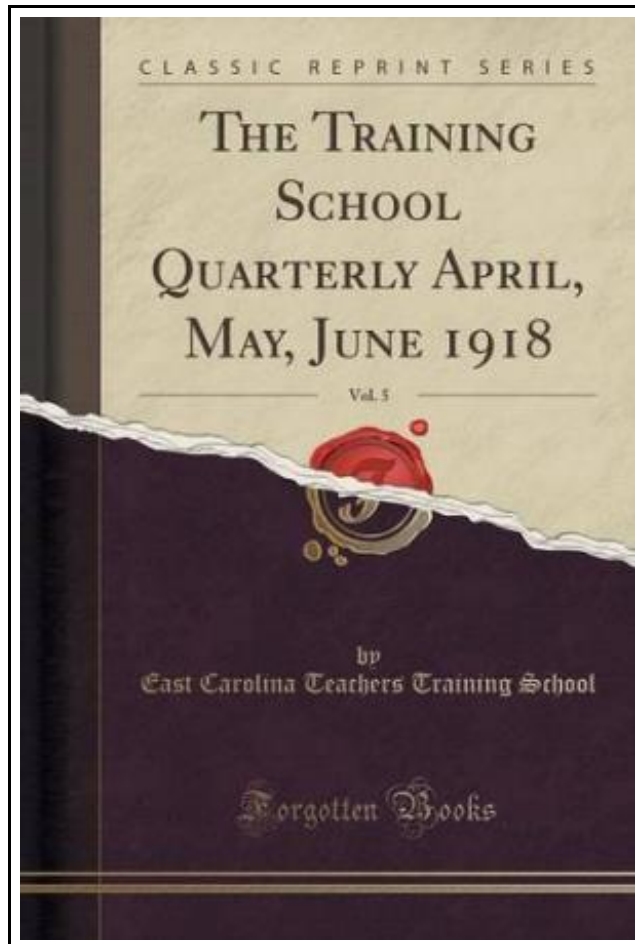 CLASSIC REPRINT SERIES
THE TRAINING
SCHOOL
QUARTERLY APRIL,
MAY, JUNE 1918
Vol. 5
by
East Carolina Teachers Training School
Forgotten Books